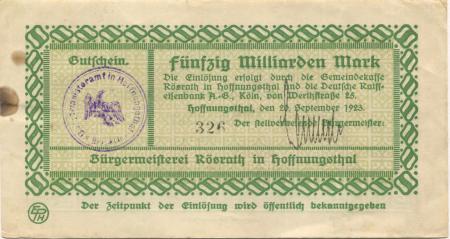 Gutschein.
Fünfzig Milliarden Mark
Die Einlösung erfolgt durch die Gemeindekasse
Rösrath in Hoffnungsthal und die Deutsche Raiff-
eisenbank A.-G., Köln, von Werthstraße 25.
Hoffnungsthal, den 20. September 1923.
326
Der stellvertr. Bürgermeister:
Bürgermeisterei Rösrath in Hoffnungsthal
Der Zeitpunkt der Einlösung wird öffentlich bekanntgegeben